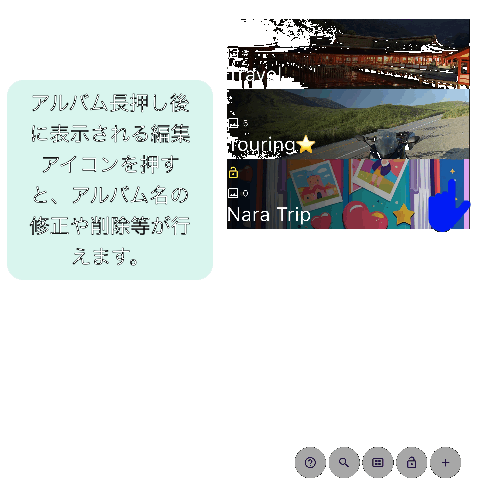 アルバム長押し後
に表示される編集
アイコンを押す
と、アルバム名の
修正や削除等が行
えます。
Travel
5
Touring⭐
0
Nara Trip